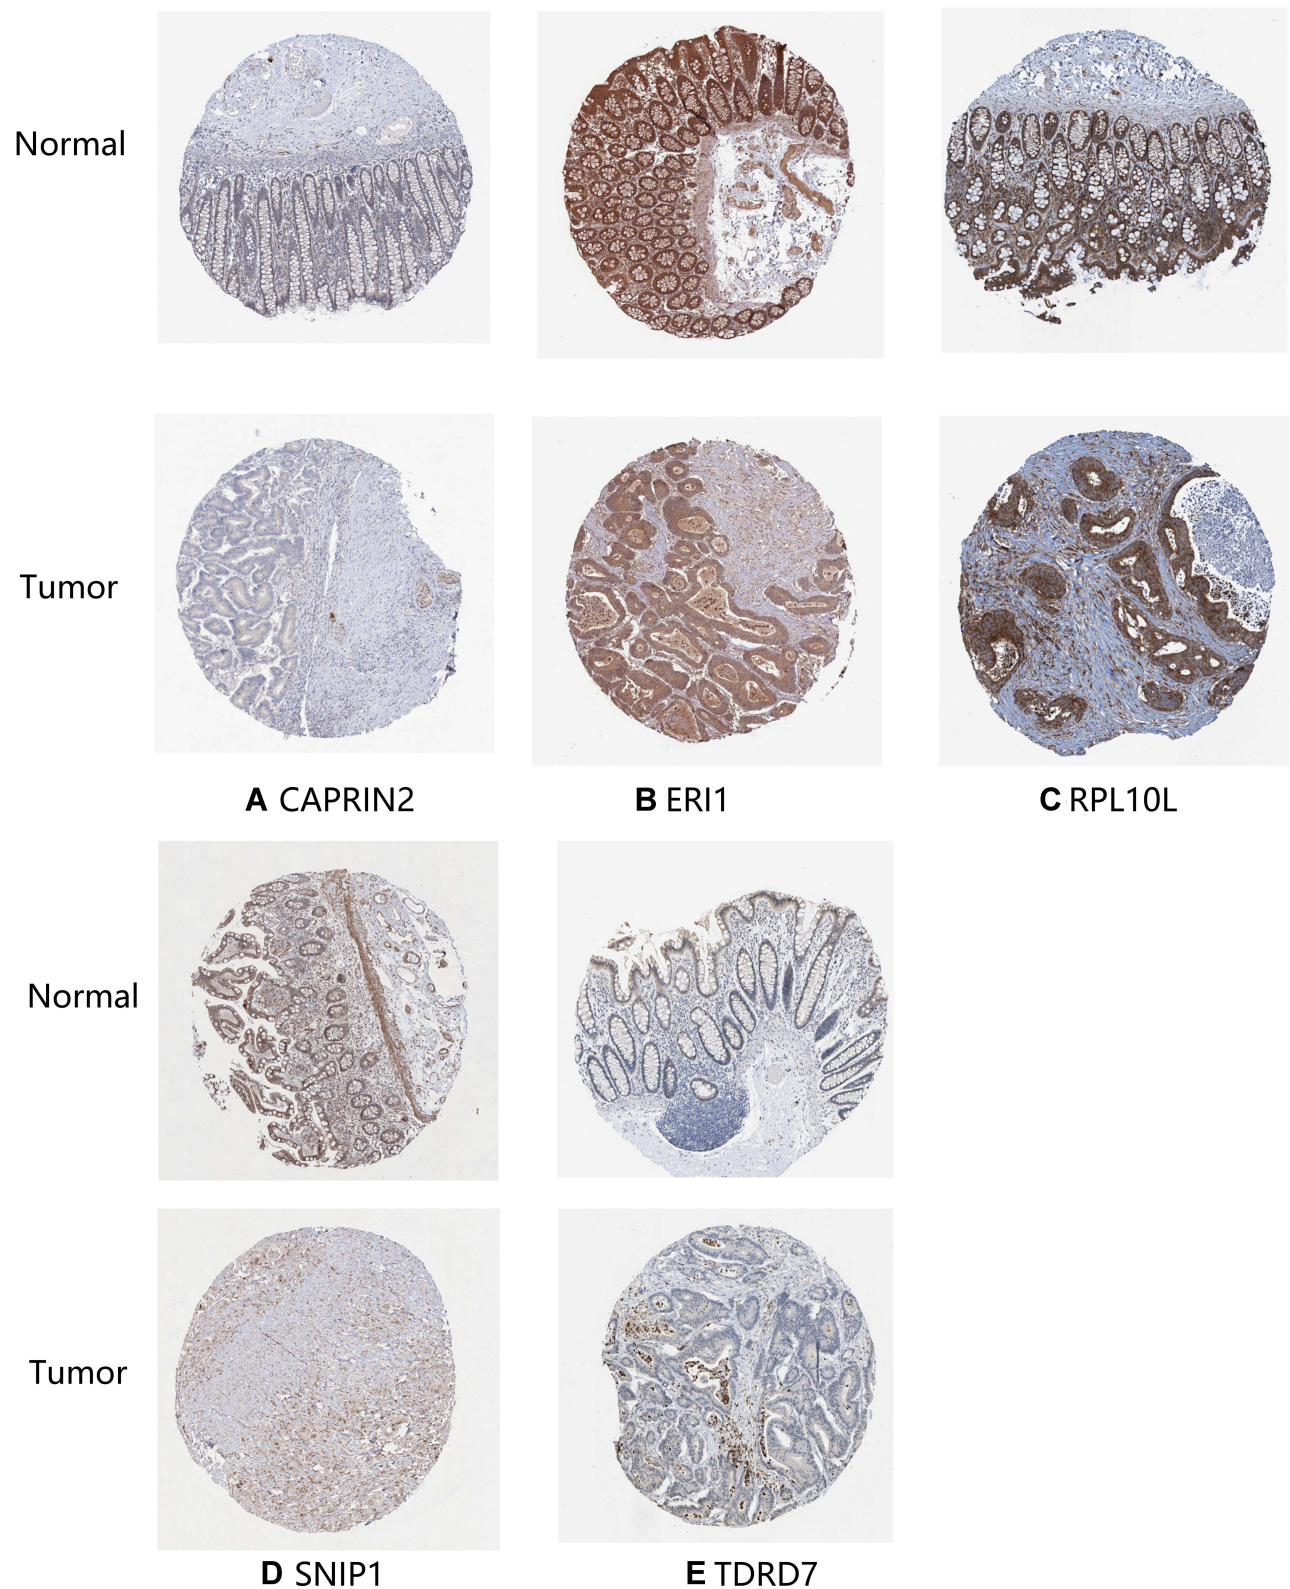 Normal
Tumor
A CAPRIN2
B ERI1
C RPL10L
Normal
Tumor
D SNIP1
E TDRD7